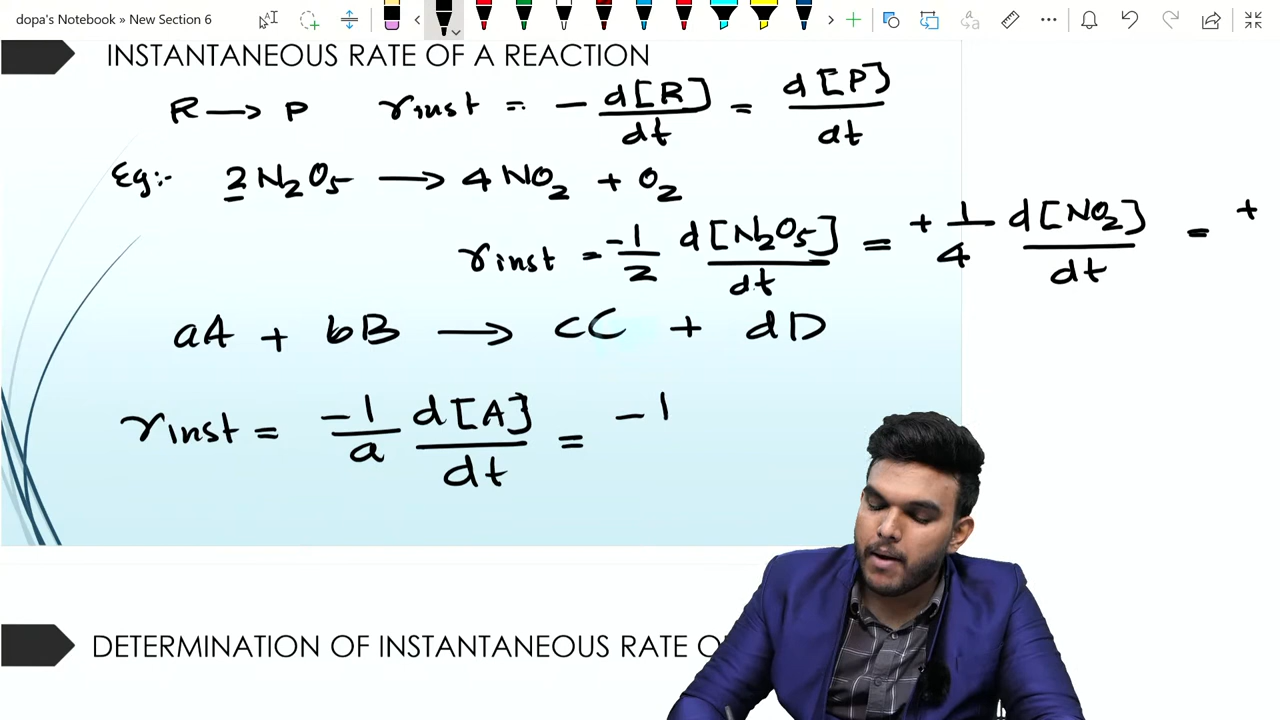 dopa's Notebook » New Section 6
INSTANTANEOUS RATE OF A REACTION
R → P r inst = - d[R]/dt = d[P]/dt
Eg:- 2N₂O₅ → 4NO₂ + O₂
r inst = -1/2 d[N₂O₅]/dt = +1/4 d[NO₂]/dt = +
aA + bB → cC + dD
r inst = -1/a d[A]/dt = -1
DETERMINATION OF INSTANTANEOUS RATE O